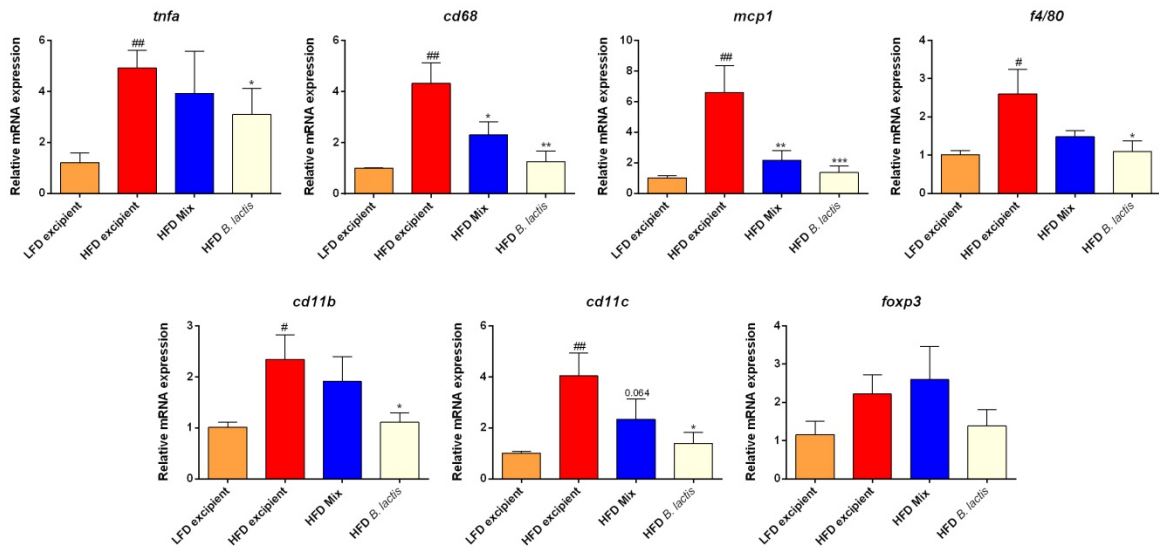 tnfa
Relative mRNA expression
6
4
2
0
##
*
LFD excipient
HFD excipient
HFD Mix
HFD B. lactis
cd68
Relative mRNA expression
6
4
2
0
##
*
**
LFD excipient
HFD excipient
HFD Mix
HFD B. lactis
mcp1
Relative mRNA expression
10
8
6
4
2
0
##
**
***
LFD excipient
HFD excipient
HFD Mix
HFD B. lactis
f4/80
Relative mRNA expression
4
3
2
1
0
#
*
LFD excipient
HFD excipient
HFD Mix
HFD B. lactis
cd11b
Relative mRNA expression
3
2
1
0
#
*
LFD excipient
HFD excipient
HFD Mix
HFD B. lactis
cd11c
Relative mRNA expression
6
4
2
0
##
0.064
*
LFD excipient
HFD excipient
HFD Mix
HFD B. lactis
foxp3
Relative mRNA expression
4
3
2
1
0
LFD excipient
HFD excipient
HFD Mix
HFD B. lactis